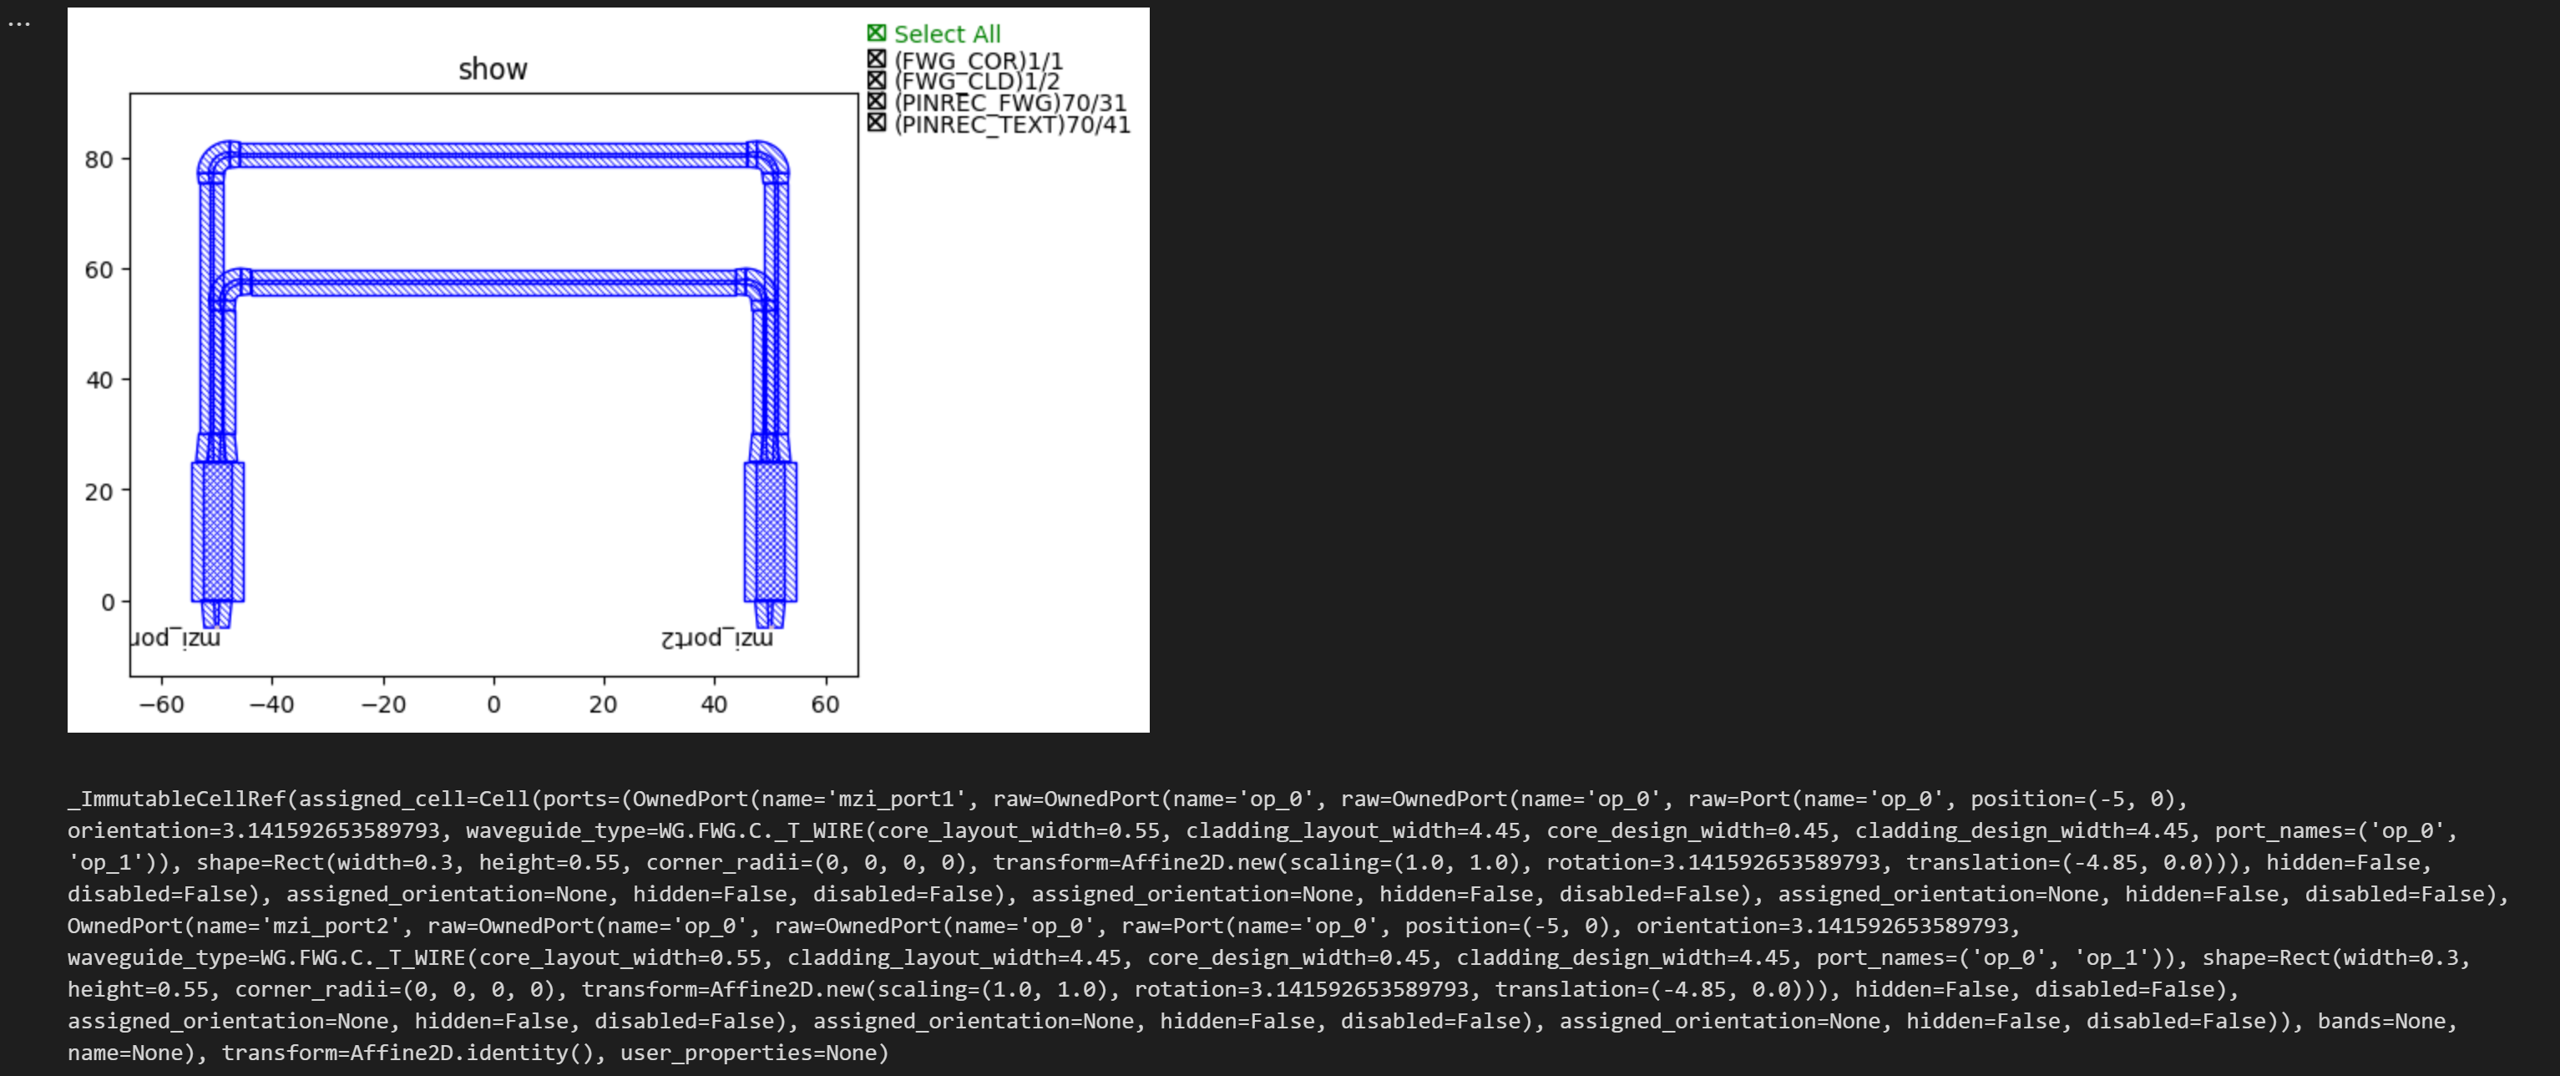 ...
Select All
show
(FWG_COR)1/1
(FWG_CLD)1/2
(PINREC_FWG)70/31
(PINREC_TEXT)70/41
80
60
40
20
0
mzi_por
mzi_port2
−60
−40
−20
0
20
40
60
_ImmutableCellRef(assigned_cell=Cell(ports=(OwnedPort(name='mzi_port1', raw=OwnedPort(name='op_0', raw=OwnedPort(name='op_0', raw=Port(name='op_0', position=(-5, 0),
orientation=3.141592653589793, waveguide_type=WG.FWG.C._T_WIRE(core_layout_width=0.55, cladding_layout_width=4.45, core_design_width=0.45, cladding_design_width=4.45, port_names=('op_0',
'op_1')), shape=Rect(width=0.3, height=0.55, corner_radii=(0, 0, 0, 0), transform=Affine2D.new(scaling=(1.0, 1.0), rotation=3.141592653589793, translation=(-4.85, 0.0))), hidden=False,
disabled=False), assigned_orientation=None, hidden=False, disabled=False), assigned_orientation=None, hidden=False, disabled=False), assigned_orientation=None, hidden=False, disabled=False),
OwnedPort(name='mzi_port2', raw=OwnedPort(name='op_0', raw=OwnedPort(name='op_0', raw=Port(name='op_0', position=(-5, 0), orientation=3.141592653589793,
waveguide_type=WG.FWG.C._T_WIRE(core_layout_width=0.55, cladding_layout_width=4.45, core_design_width=0.45, cladding_design_width=4.45, port_names=('op_0', 'op_1')), shape=Rect(width=0.3,
height=0.55, corner_radii=(0, 0, 0, 0), transform=Affine2D.new(scaling=(1.0, 1.0), rotation=3.141592653589793, translation=(-4.85, 0.0))), hidden=False, disabled=False),
assigned_orientation=None, hidden=False, disabled=False), assigned_orientation=None, hidden=False, disabled=False), assigned_orientation=None, hidden=False, disabled=False)), bands=None,
name=None), transform=Affine2D.identity(), user_properties=None)